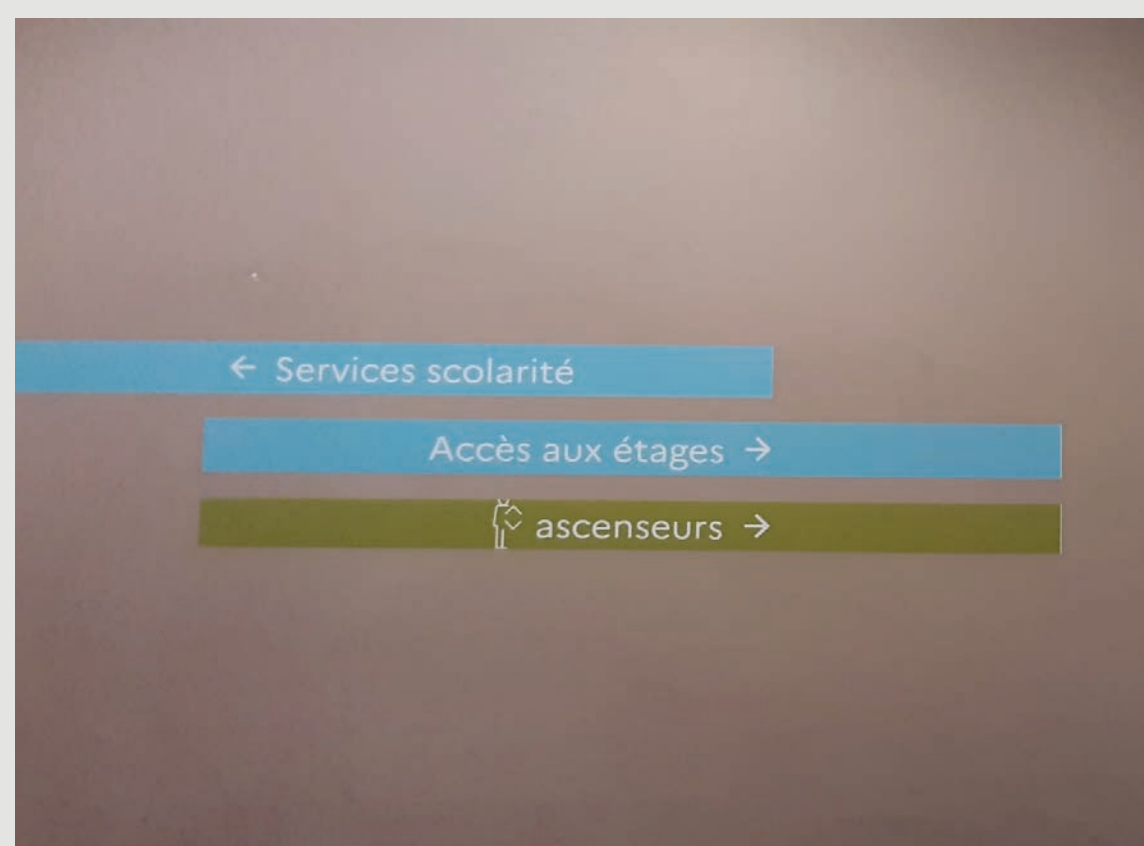 ← Services scolarité
Accès aux étages →
ascenseurs →